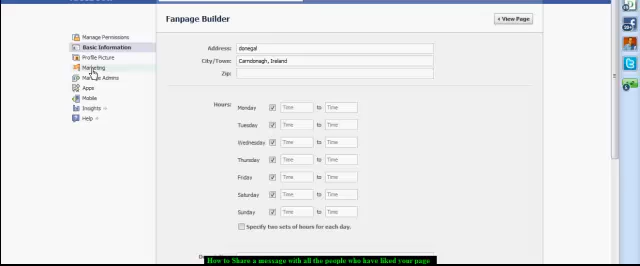 Fanpage Builder
View Page
Manage Permissions
Basic Information
Profile Picture
Marketing
Admins
Apps
Mobile
Insights »
Help »
Address: donegal
City/Town: Carndonagh, Ireland
Zip:
Hours:
Monday Time to Time
Tuesday Time to Time
Wednesday Time to Time
Thursday Time to Time
Friday Time to Time
Saturday Time to Time
Sunday Time to Time
Specify two sets of hours for each day.
How to Share a message with all the people who have liked your page